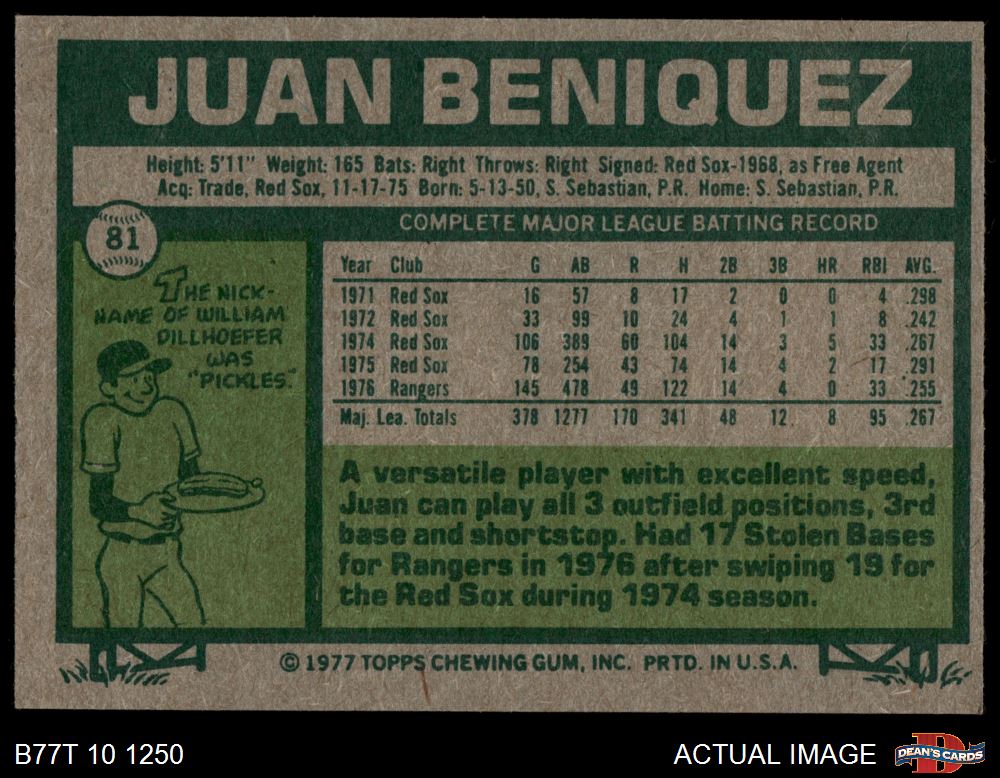 JUAN BENIQUEZ
Height: 5'11" Weight: 165 Bats: Right Throws: Right Signed: Red Sox-1968, as Free Agent
Acq: Trade, Red Sox, 11-17-75 Born: 5-13-50, S. Sebastian, P.R. Home: S. Sebastian, P.R.
81
THE NICK-
NAME OF WILLIAM
DILLHOEFER
WAS
"PICKLES."
COMPLETE MAJOR LEAGUE BATTING RECORD
Year Club G AB R H 2B 3B HR RBI AVG.
1971 Red Sox 16 57 8 17 2 0 0 4 .298
1972 Red Sox 33 99 10 24 4 1 1 8 .242
1974 Red Sox 106 389 60 104 14 3 5 33 .267
1975 Red Sox 78 254 43 74 14 4 2 17 .291
1976 Rangers 145 478 49 122 14 4 0 33 .255
Maj. Lea. Totals 378 1277 170 341 48 12 8 95 .267
A versatile player with excellent speed,
Juan can play all 3 outfield positions, 3rd
base and shortstop. Had 17 Stolen Bases
for Rangers in 1976 after swiping 19 for
the Red Sox during 1974 season.
© 1977 TOPPS CHEWING GUM, INC. PRTD. IN U.S.A.
B77T 10 1250
ACTUAL IMAGE
DEAN'S CARDS